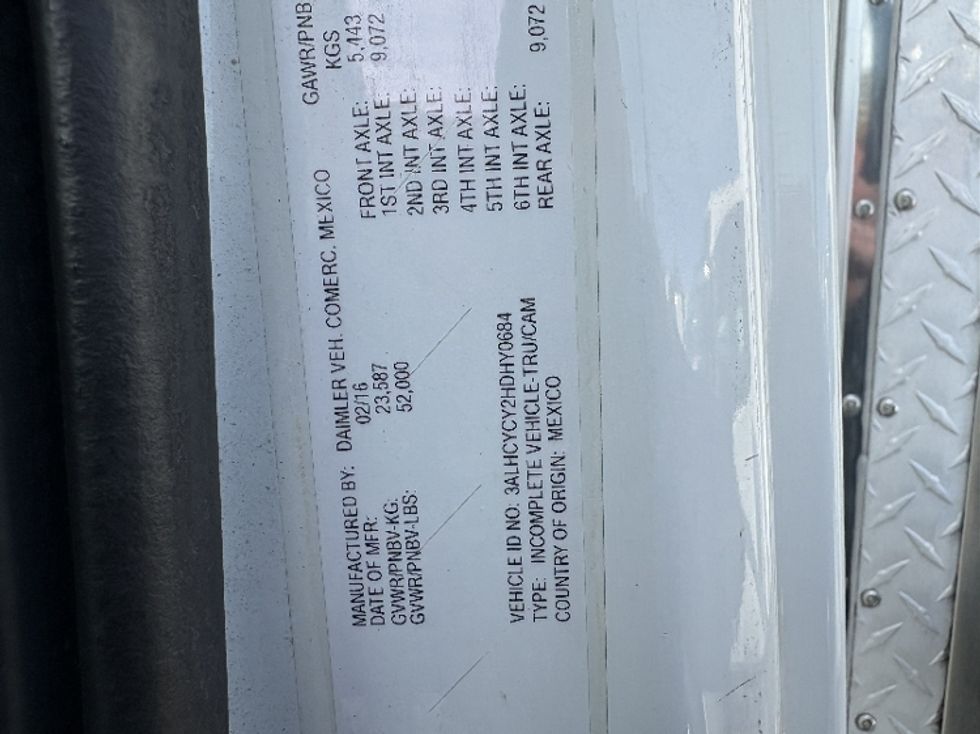 MANUFACTURED BY: DAIMLER VEH. COMERC. MEXICO
DATE OF MFR: 02/16
GVWR/PNBV-KG: 23,587
GVWR/PNBV-LBS: 52,000
VEHICLE ID NO: 3ALHCYCY2HDHY0684
TYPE: INCOMPLETE VEHICLE-TRU/CAM
COUNTRY OF ORIGIN: MEXICO
GAWR/PNB
KGS
FRONT AXLE: 5,443
1ST INT AXLE: 9,072
2ND INT AXLE:
3RD INT AXLE:
4TH INT AXLE:
5TH INT AXLE:
6TH INT AXLE:
REAR AXLE: 9,072